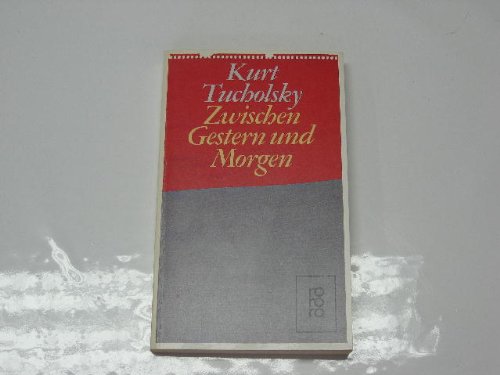 Kurt
Tucholsky
Zwischen
Gestern und
Morgen